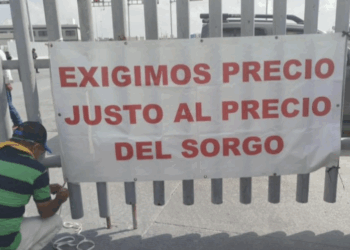 EXIGIMOS PRECIO
JUSTO AL PRECIO
DEL SORGO